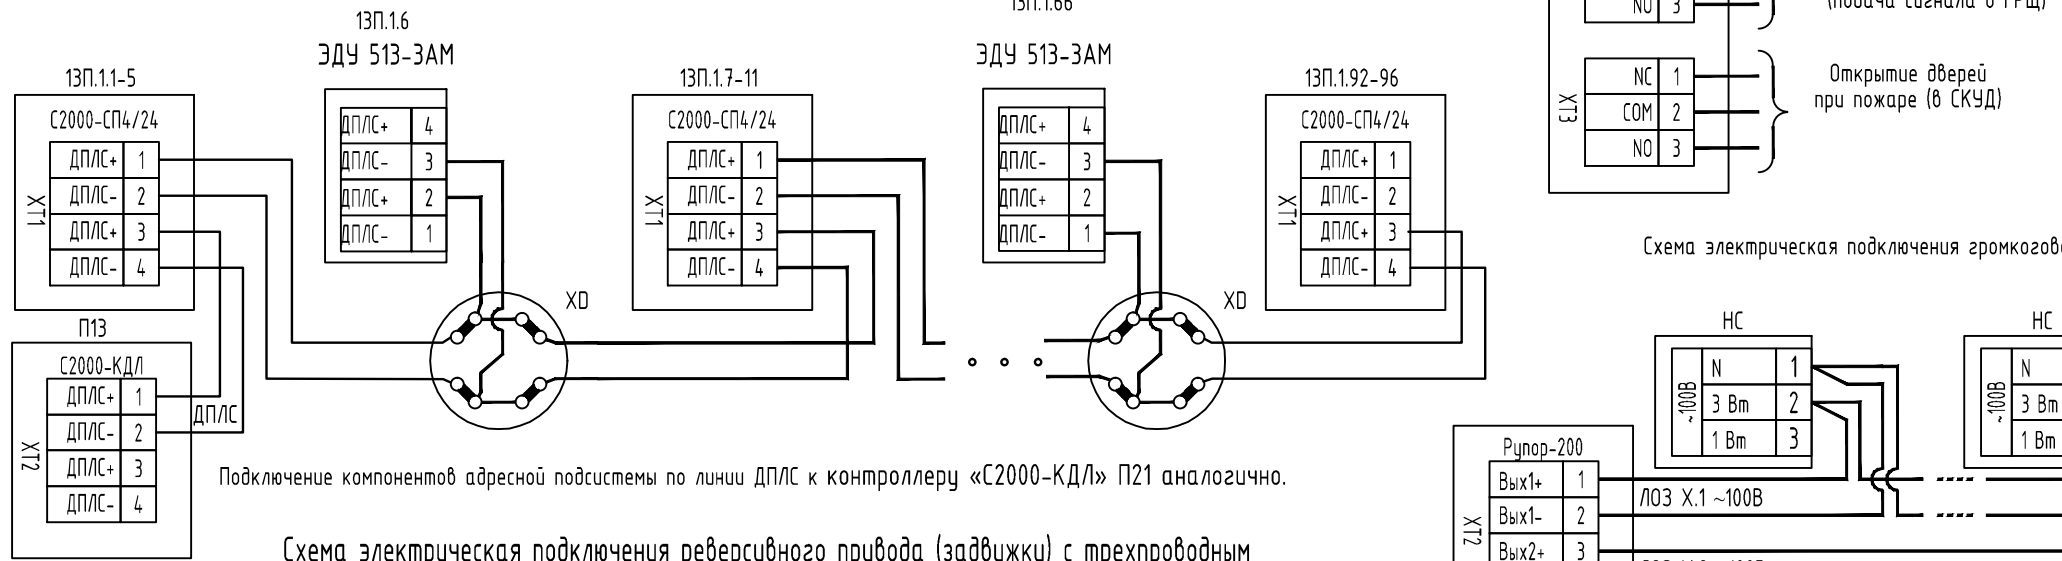 13П.1.6
ЭДУ 513-3АМ
13П.1.66
ЭДУ 513-3АМ
13П.1.1-5
С2000-СП4/24
ДПЛС+ 1
ДПЛС- 2
ДПЛС+ 3
ДПЛС- 4
XT1
ДПЛС+ 4
ДПЛС- 3
ДПЛС+ 2
ДПЛС- 1
XD
13П.1.7-11
С2000-СП4/24
ДПЛС+ 1
ДПЛС- 2
ДПЛС+ 3
ДПЛС- 4
XT1
ДПЛС+ 4
ДПЛС- 3
ДПЛС+ 2
ДПЛС- 1
XD
13П.1.92-96
С2000-СП4/24
ДПЛС+ 1
ДПЛС- 2
ДПЛС+ 3
ДПЛС- 4
XT1
П13
С2000-КДЛ
ДПЛС+ 1
ДПЛС- 2
ДПЛС+ 3
ДПЛС- 4
XT2
ДПЛС
Подключение компонентов адресной подсистемы по линии ДПЛС к контроллеру «С2000-КДЛ» П21 аналогично.
Схема электрическая подключения реверсивного привода (задвижки) с трехпроводным
NO 3
(подача сигнала в ГРЩ)
NC 1
COM 2
NO 3
XT3
Открытие дверей
при пожаре (в СКУД)
Схема электрическая подключения громкогово
НС
~100В
N 1
3 Вт 2
1 Вт 3
НС
~100В
N
3 Вт
1 Вт
Рупор-200
Вых1+ 1
Вых1- 2
Вых2+ 3
XT2
ЛОЗ Х.1 ~100В